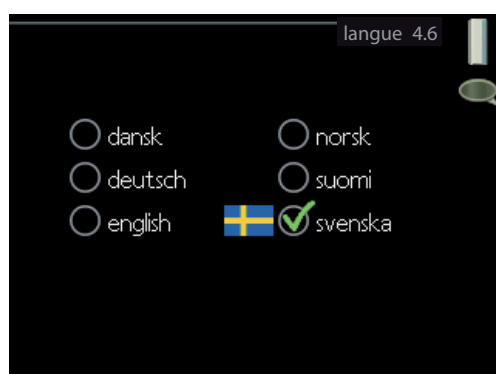 langue 4.6
dansk
norsk
deutsch
suomi
english
svenska